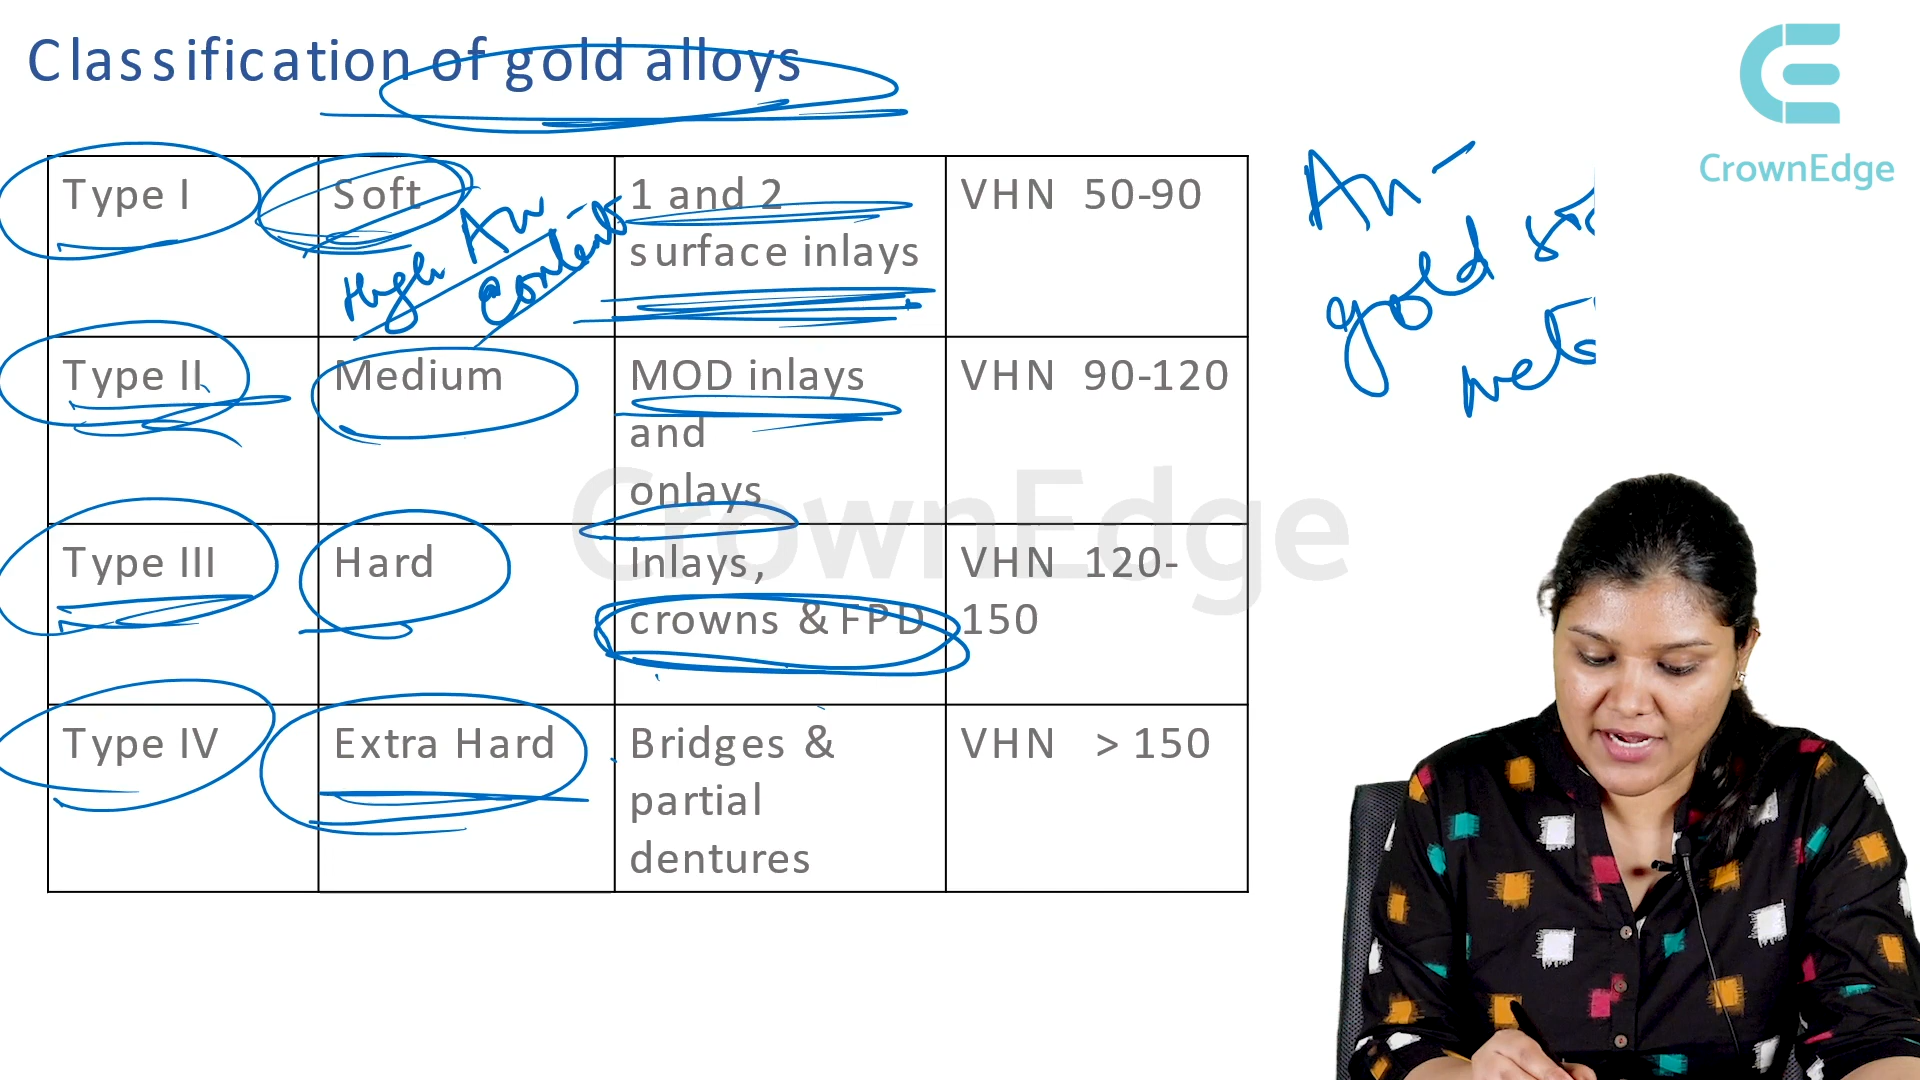 Classification of gold alloys
CrownEdge
Type I
Soft
1 and 2
surface inlays
VHN 50-90
High Au
contents
Au -
gold
Type II
Medium
MOD inlays
and
onlays
VHN 90-120
Type III
Hard
Inlays,
crowns & FPD
VHN 120-
150
Type IV
Extra Hard
Bridges &
partial
dentures
VHN > 150
CrownEdge